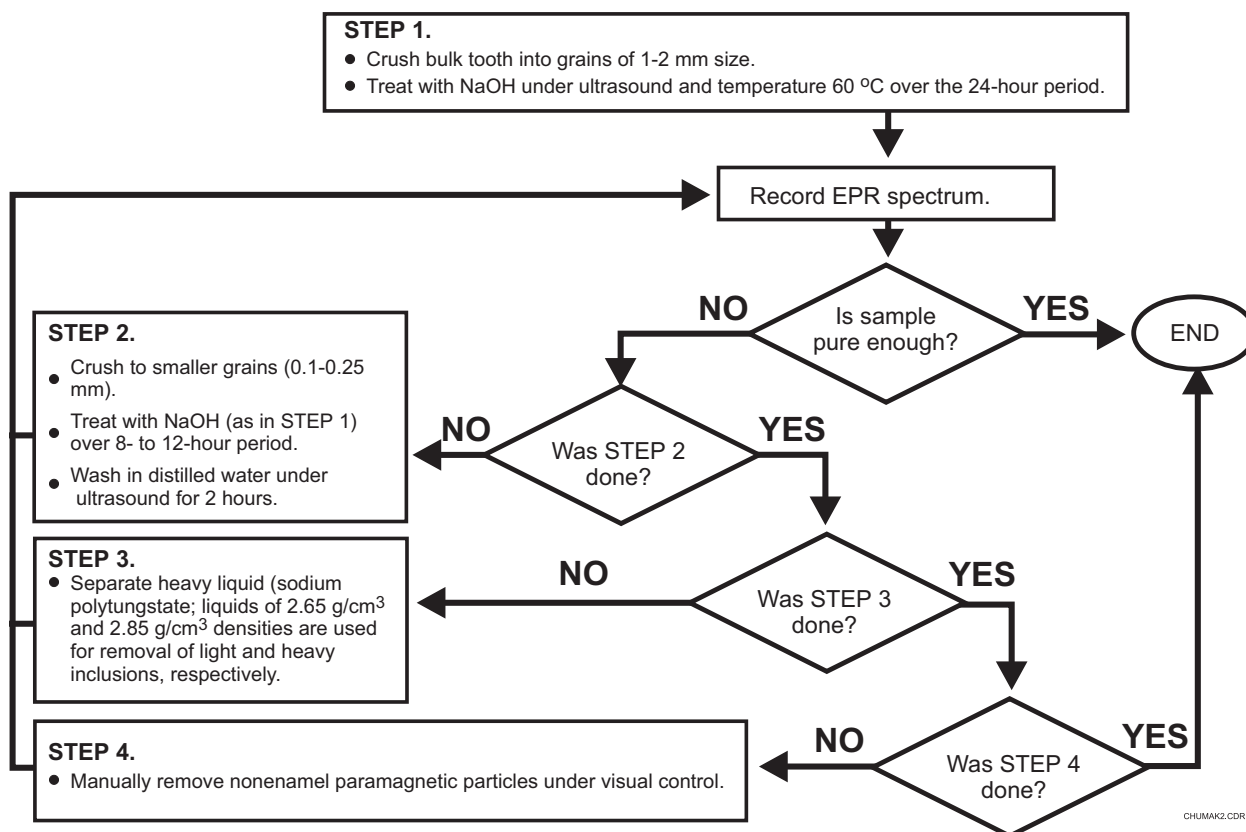 STEP 1.
● Crush bulk tooth into grains of 1-2 mm size.
● Treat with NaOH under ultrasound and temperature 60 ºC over the 24-hour period.
Record EPR spectrum.
Is sample
pure enough?
NO
YES
END
STEP 2.
● Crush to smaller grains (0.1-0.25
mm).
● Treat with NaOH (as in STEP 1)
over 8- to 12-hour period.
● Wash in distilled water under
ultrasound for 2 hours.
NO
YES
Was STEP 2
done?
STEP 3.
● Separate heavy liquid (sodium
polytungstate; liquids of 2.65 g/cm³
and 2.85 g/cm³ densities are used
for removal of light and heavy
inclusions, respectively.
NO
YES
Was STEP 3
done?
STEP 4.
● Manually remove nonenamel paramagnetic particles under visual control.
NO
YES
Was STEP 4
done?
CHUMAK2.CDR